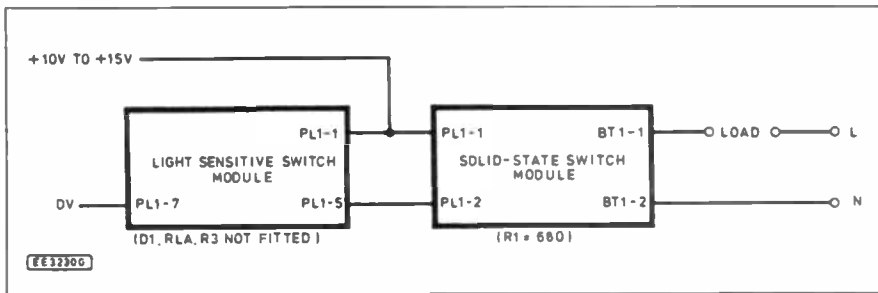 +10V TO +15V
PL1-1
PL1-1
BT1-1
LOAD
L
LIGHT SENSITIVE SWITCH
MODULE
SOLID-STATE SWITCH
MODULE
0V
PL1-7
PL1-5
PL1-2
BT1-2
N
(D1, RLA, R3 NOT FITTED)
(R1 = 680)
EE3230G